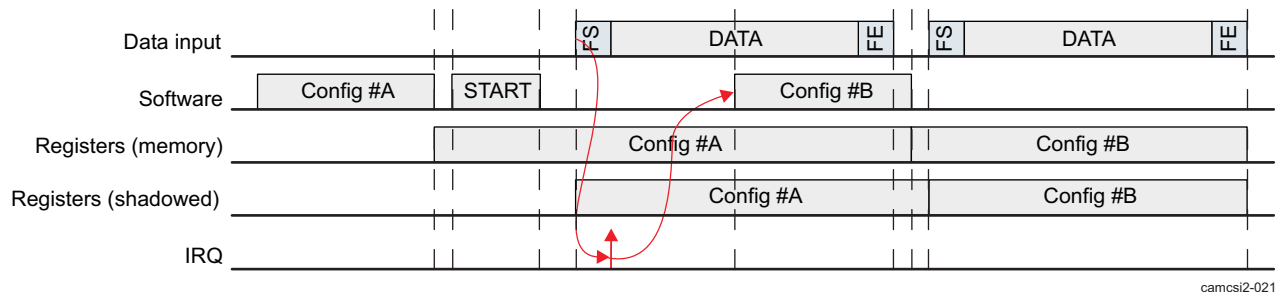 Data input FS DATA FE FS DATA FE
Software Config #A START Config #B
Registers (memory) Config #A Config #B
Registers (shadowed) Config #A Config #B
IRQ
camcsi2-021